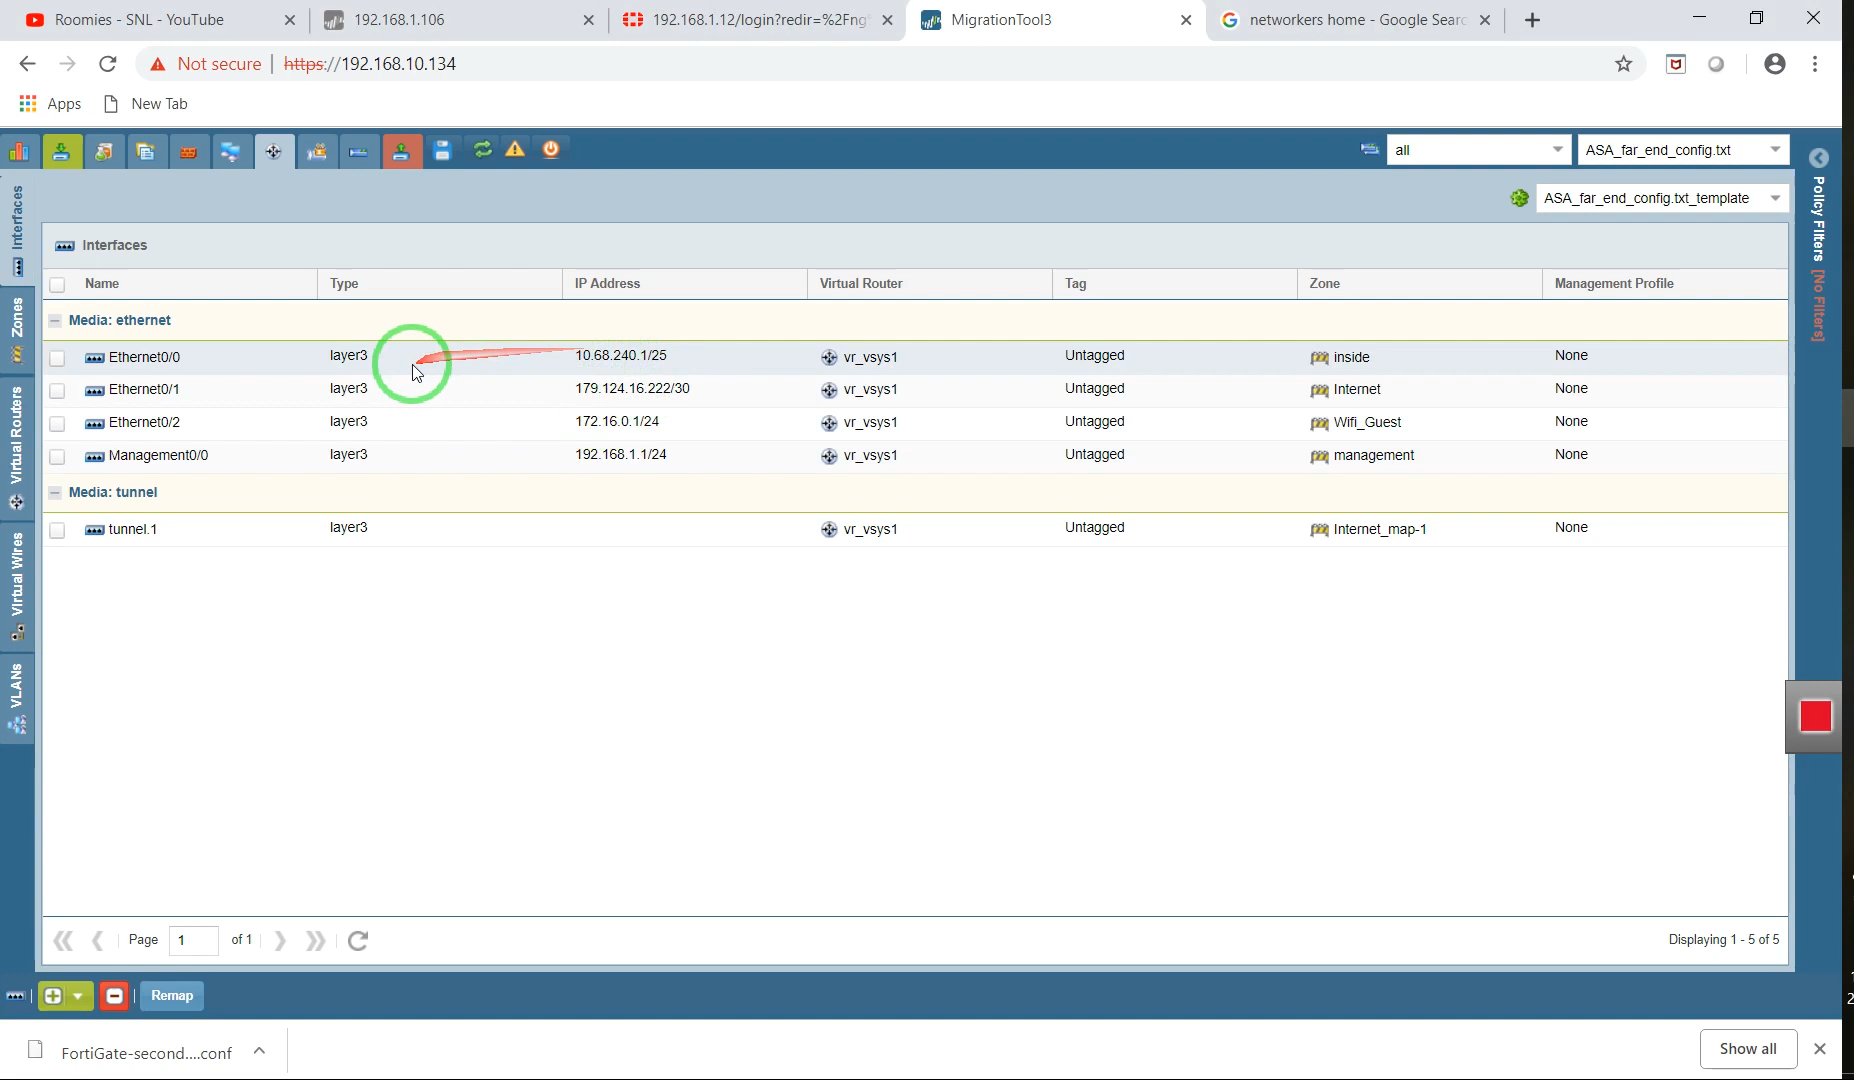 Roomies - SNL - YouTube
192.168.1.106
192.168.1.12/login?redir=%2Fng
MigrationTool3
networkers home - Google Searc
Not secure | https://192.168.10.134
Apps
New Tab
all
ASA_far_end_config.txt
ASA_far_end_config.txt_template
Interfaces
Zones
Virtual Routers
Virtual Wires
VLANs
Policy Filters [No Filters]
Interfaces
Name Type IP Address Virtual Router Tag Zone Management Profile
Media: ethernet
Ethernet0/0 layer3 10.68.240.1/25 vr_vsys1 Untagged inside None
Ethernet0/1 layer3 179.124.16.222/30 vr_vsys1 Untagged Internet None
Ethernet0/2 layer3 172.16.0.1/24 vr_vsys1 Untagged Wifi_Guest None
Management0/0 layer3 192.168.1.1/24 vr_vsys1 Untagged management None
Media: tunnel
tunnel.1 layer3 vr_vsys1 Untagged Internet_map-1 None
Page 1 of 1
Displaying 1 - 5 of 5
Remap
FortiGate-second....conf
Show all